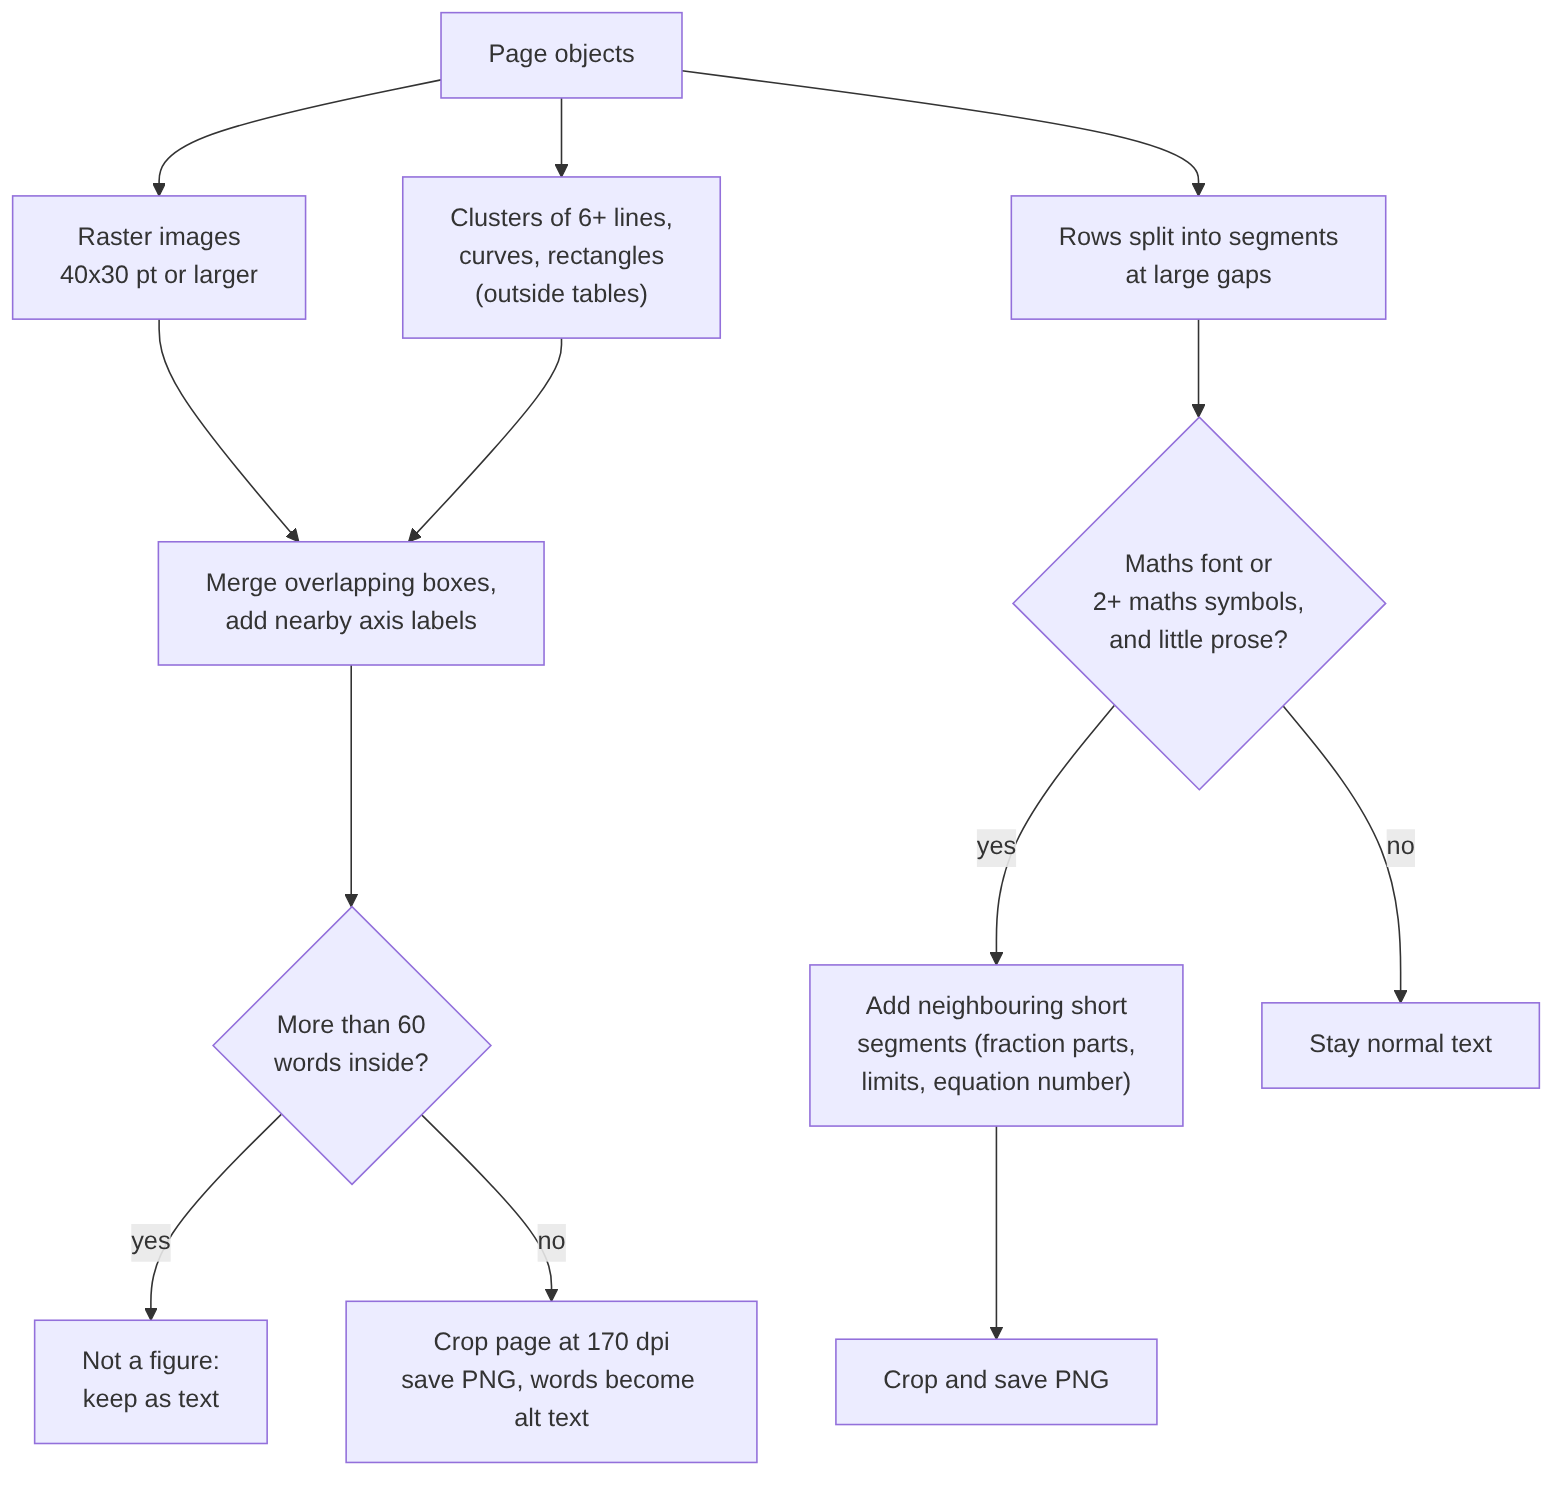 Page objects
Raster images
40x30 pt or larger
Clusters of 6+ lines,
curves, rectangles
(outside tables)
Rows split into segments
at large gaps
Merge overlapping boxes,
add nearby axis labels
Maths font or
2+ maths symbols,
and little prose?
yes
no
More than 60
words inside?
Add neighbouring short
segments (fraction parts,
limits, equation number)
Stay normal text
yes
no
Not a figure:
keep as text
Crop page at 170 dpi
save PNG, words become
alt text
Crop and save PNG